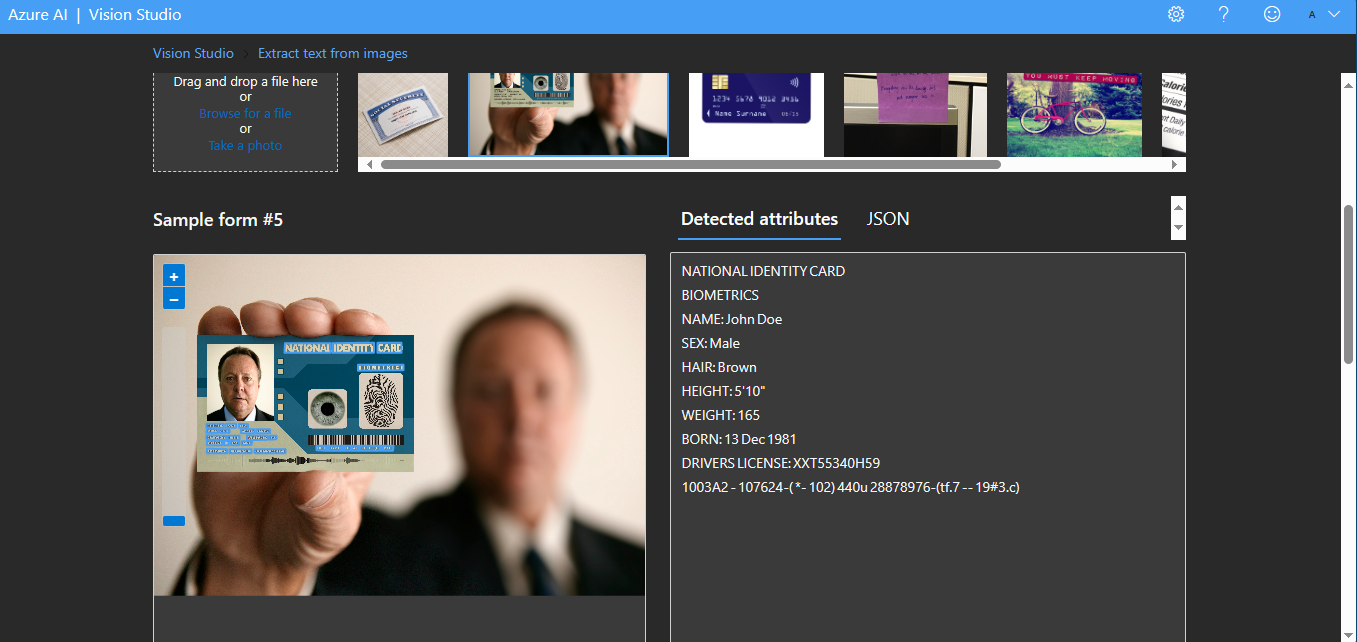 Azure AI | Vision Studio
A
Vision Studio > Extract text from images
Drag and drop a file here
or
Browse for a file
or
Take a photo
1234 5678 9012 3456
Name Surname 06/25
YOU MUST KEEP MOVING
Sample form #5
Detected attributes
JSON
+
−
NATIONAL IDENTITY CARD
BIOMETRICS
NATIONAL IDENTITY CARD
BIOMETRICS
NAME: John Doe
SEX: Male
HAIR: Brown
HEIGHT: 5'10"
WEIGHT: 165
BORN: 13 Dec 1981
DRIVERS LICENSE: XXT55340H59
1003A2 - 107624-( *- 102) 440u 28878976-(tf.7 - - 19#3.c)